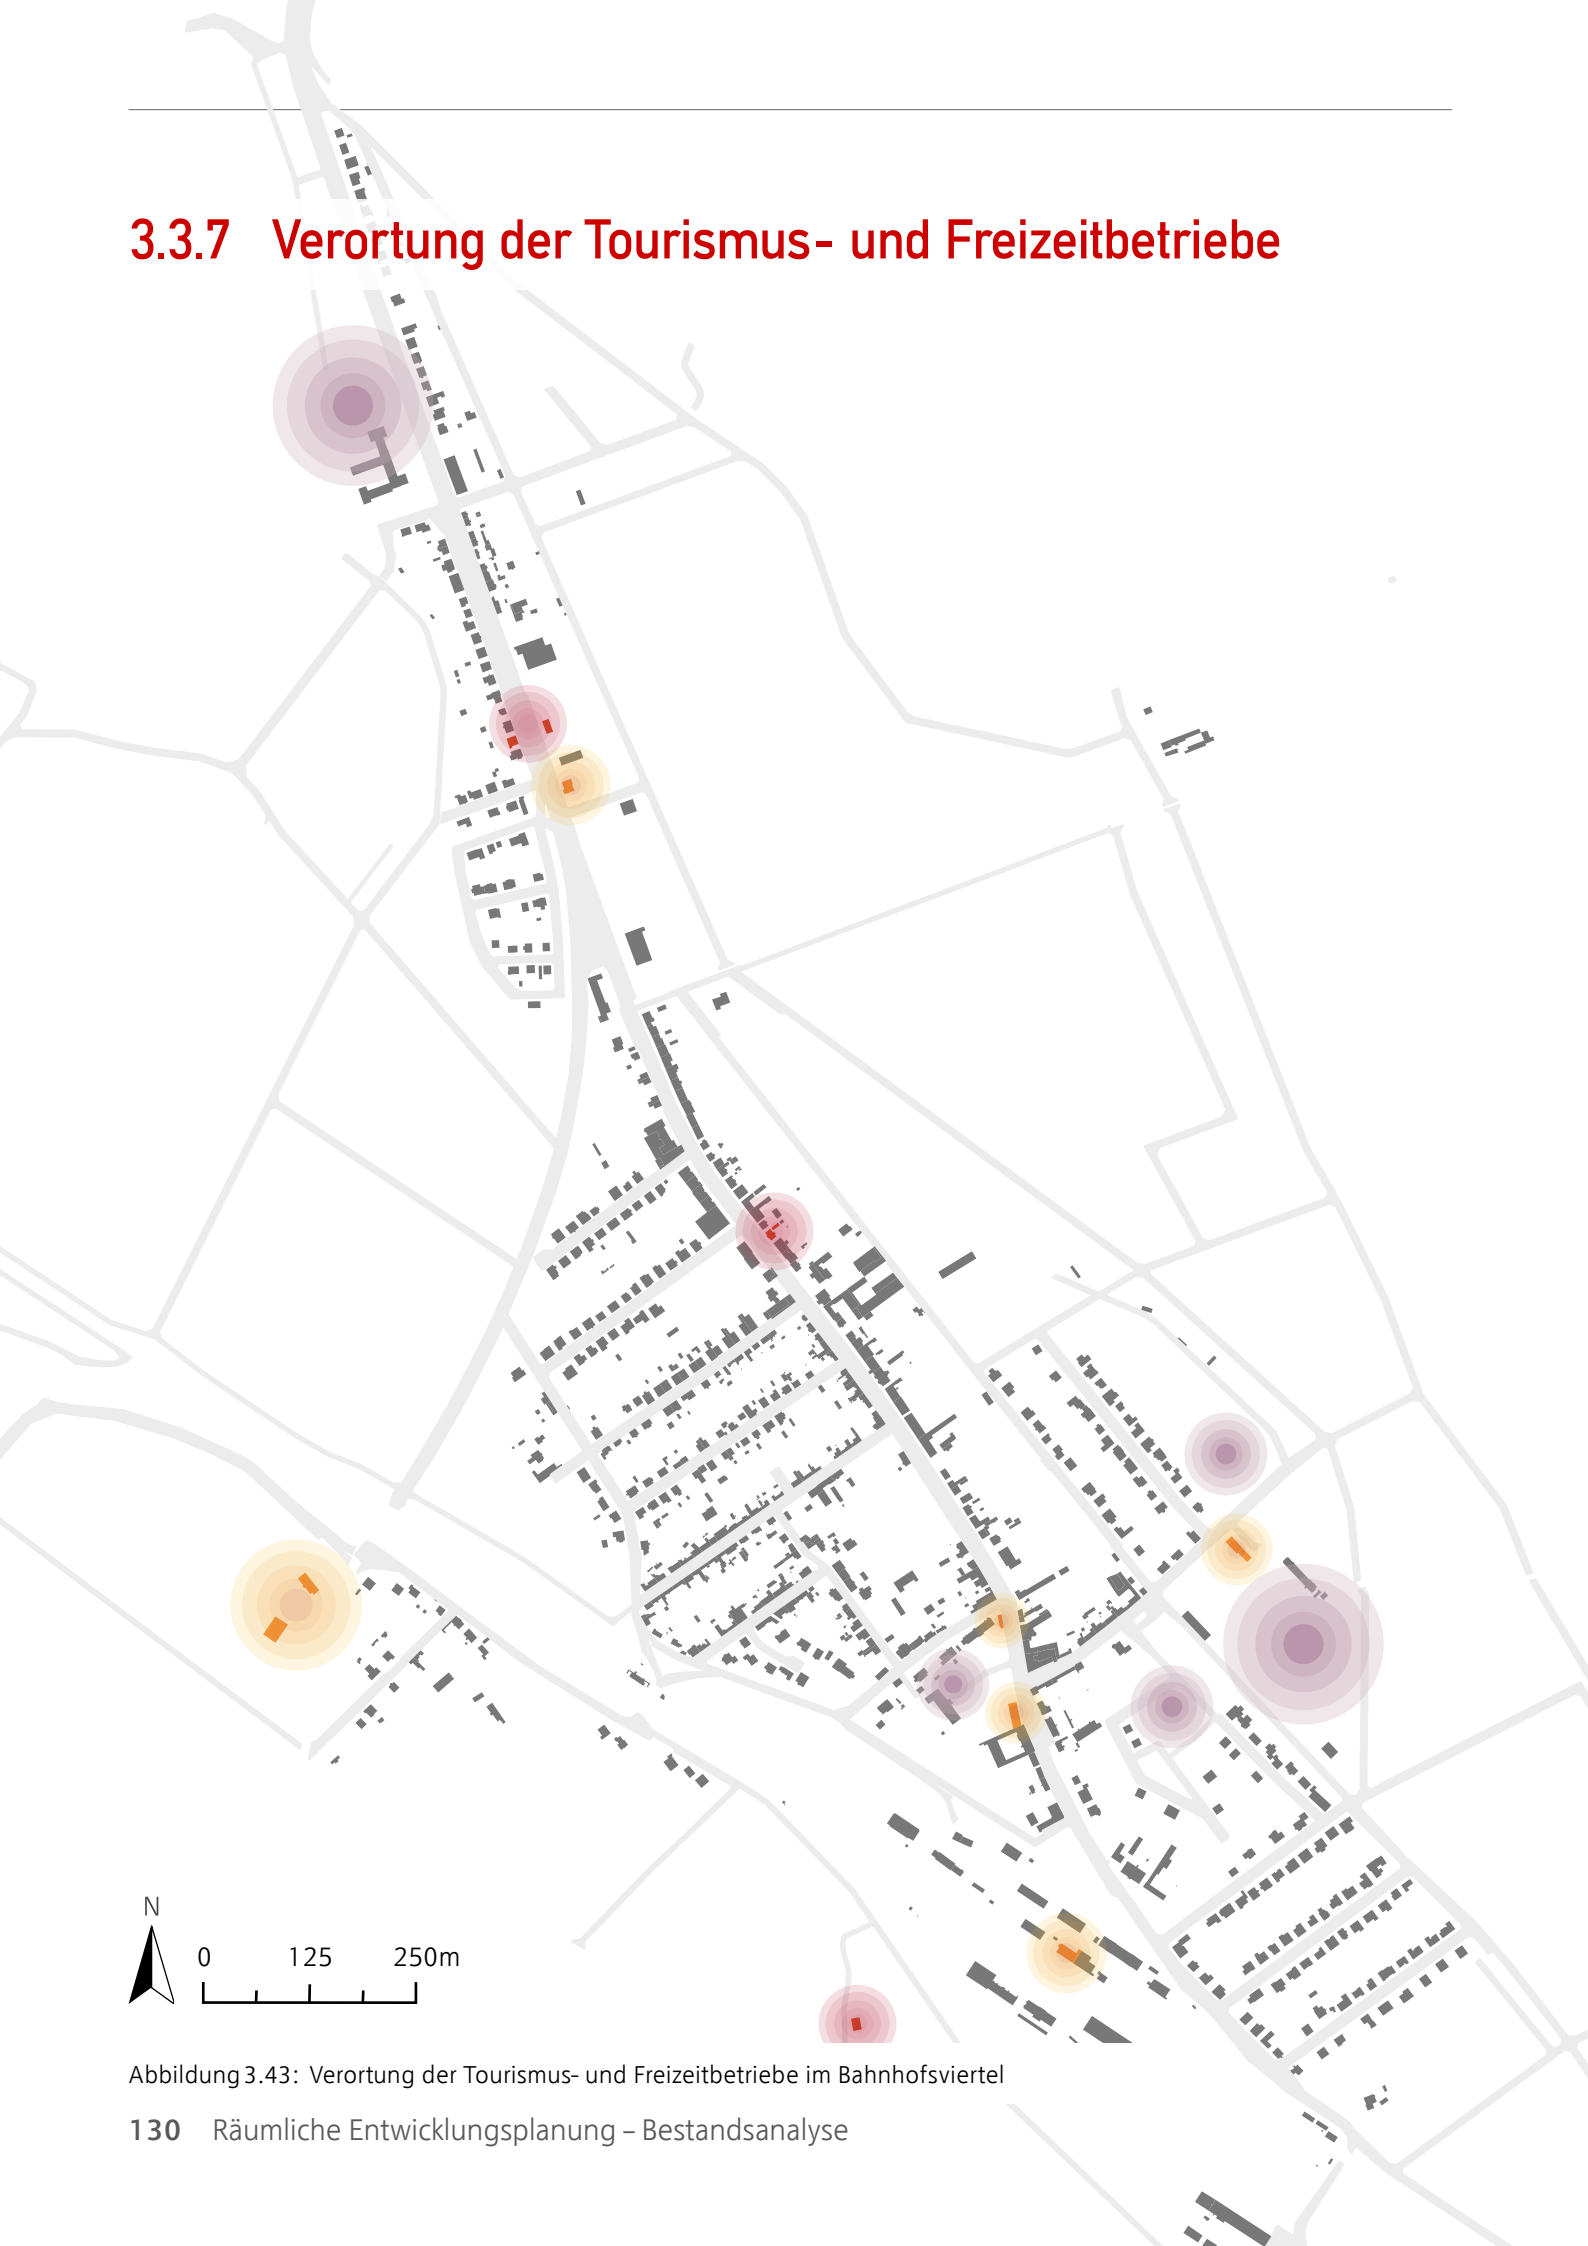 3.3.7 Verortung der Tourismus- und Freizeitbetriebe
N
0 125 250m
Abbildung 3.43: Verortung der Tourismus- und Freizeitbetriebe im Bahnhofsviertel
130 Räumliche Entwicklungsplanung – Bestandsanalyse